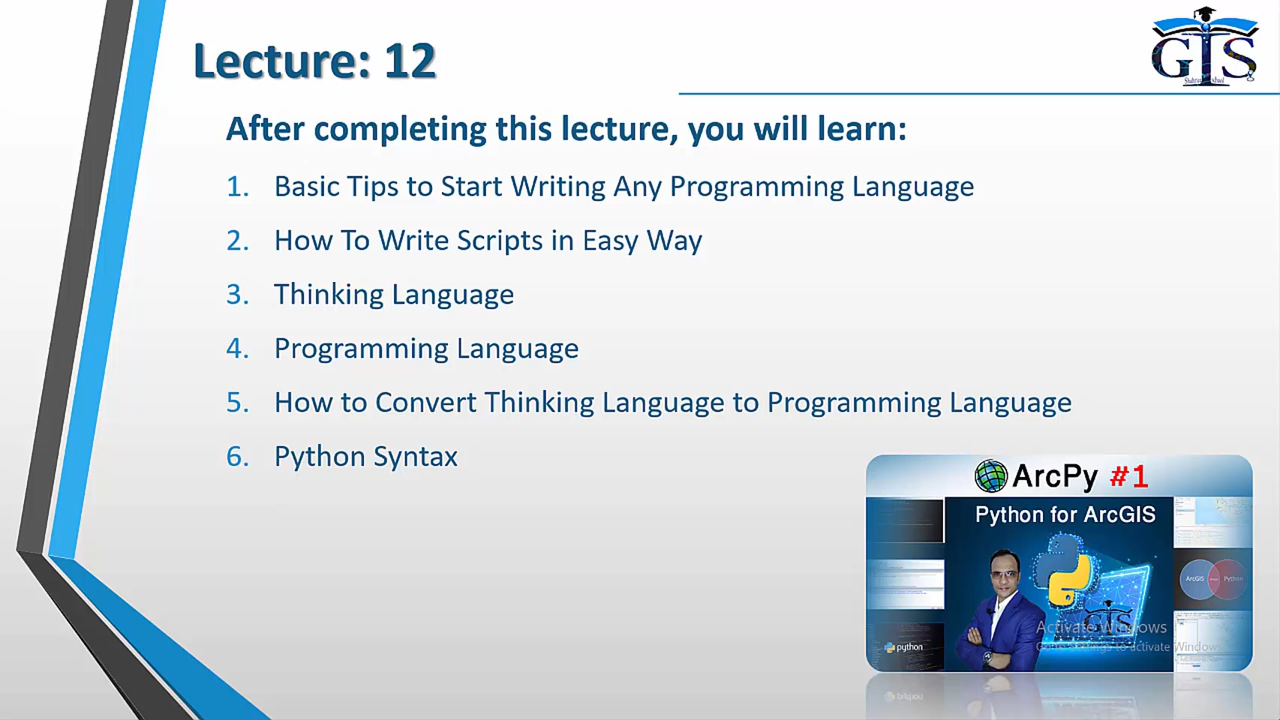 Lecture: 12
GIS
After completing this lecture, you will learn:
1. Basic Tips to Start Writing Any Programming Language
2. How To Write Scripts in Easy Way
3. Thinking Language
4. Programming Language
5. How to Convert Thinking Language to Programming Language
6. Python Syntax
ArcPy #1
Python for ArcGIS
ArcGIS
Python
Activate Windows
python